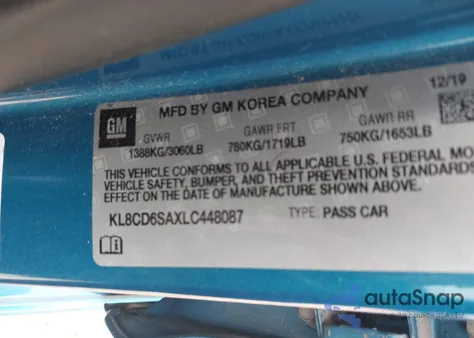 12/19
MFD BY GM KOREA COMPANY
GM
GVWR GAWR FRT GAWR RR
1388KG/3060LB 780KG/1719LB 750KG/1653LB
THIS VEHICLE CONFORMS TO ALL APPLICABLE U.S. FEDERAL MO
VEHICLE SAFETY, BUMPER, AND THEFT PREVENTION STANDARDS
EFFECT ON THE DATE OF MANUFACTURE SHOWN ABOVE.
KL8CD6SAXLC448087 TYPE: PASS CAR
autoSnap